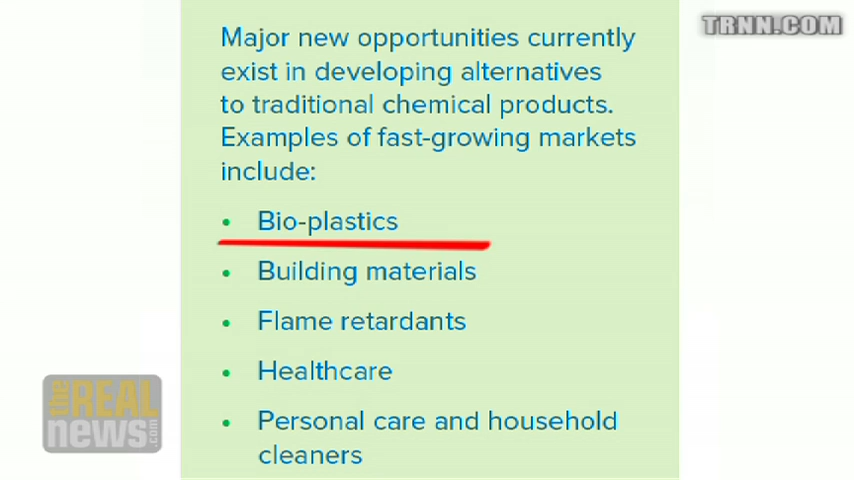 TRNN.COM
Major new opportunities currently
exist in developing alternatives
to traditional chemical products.
Examples of fast-growing markets
include:
• Bio-plastics
• Building materials
• Flame retardants
• Healthcare
• Personal care and household
cleaners
the REAL
news.com